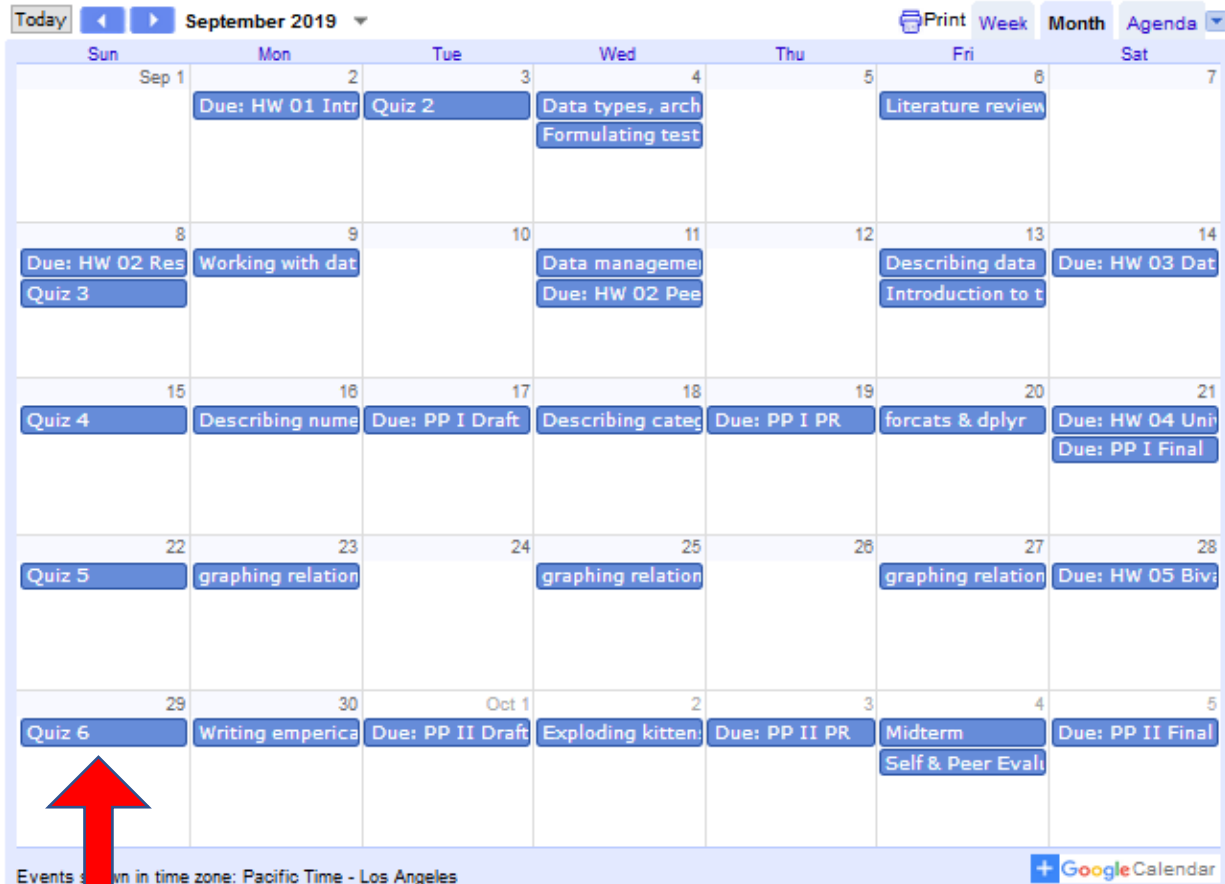 Today September 2019 Print Week Month Agenda
Sun Mon Tue Wed Thu Fri Sat
Sep 1 2 3 4 5 6 7
Due: HW 01 Intr Quiz 2 Data types, arch Literature review
Formulating test
8 9 10 11 12 13 14
Due: HW 02 Res Working with dat Data manageme Describing data Due: HW 03 Dat
Quiz 3 Due: HW 02 Pee Introduction to t
15 16 17 18 19 20 21
Quiz 4 Describing nume Due: PP I Draft Describing categ Due: PP I PR forcats & dplyr Due: HW 04 Univ
Due: PP I Final
22 23 24 25 26 27 28
Quiz 5 graphing relation graphing relation graphing relation Due: HW 05 Biva
29 30 Oct 1 2 3 4 5
Quiz 6 Writing emperica Due: PP II Draft Exploding kitten Due: PP II PR Midterm Due: PP II Final
Self & Peer Evalu
Events in time zone: Pacific Time - Los Angeles + Google Calendar